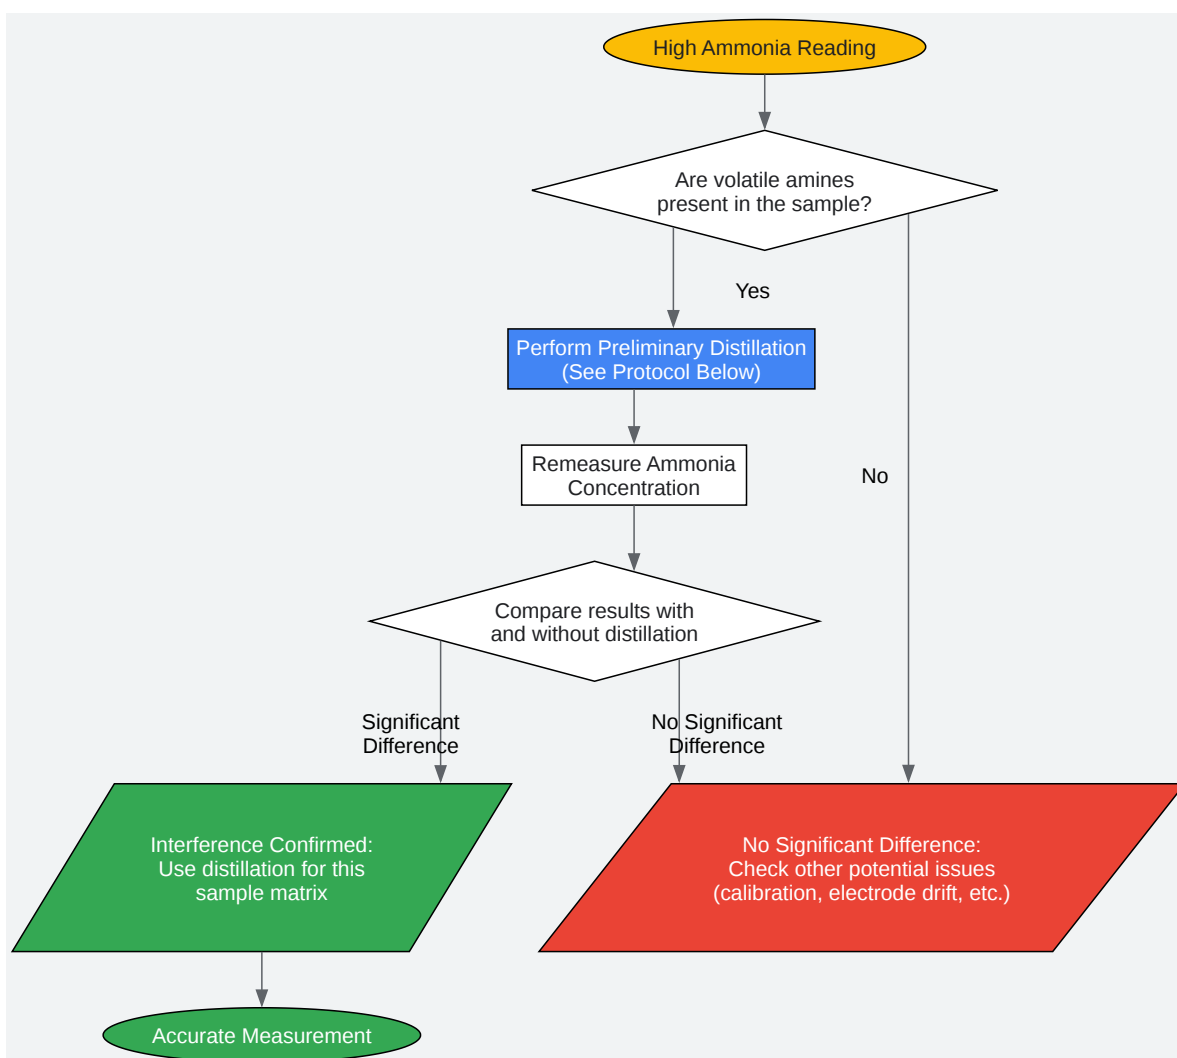 High Ammonia Reading
Are volatile amines
present in the sample?
Yes
Perform Preliminary Distillation
(See Protocol Below)
Remeasure Ammonia
Concentration
No
Compare results with
and without distillation
Significant
Difference
No Significant
Difference
Interference Confirmed:
Use distillation for this
sample matrix
No Significant Difference:
Check other potential issues
(calibration, electrode drift, etc.)
Accurate Measurement